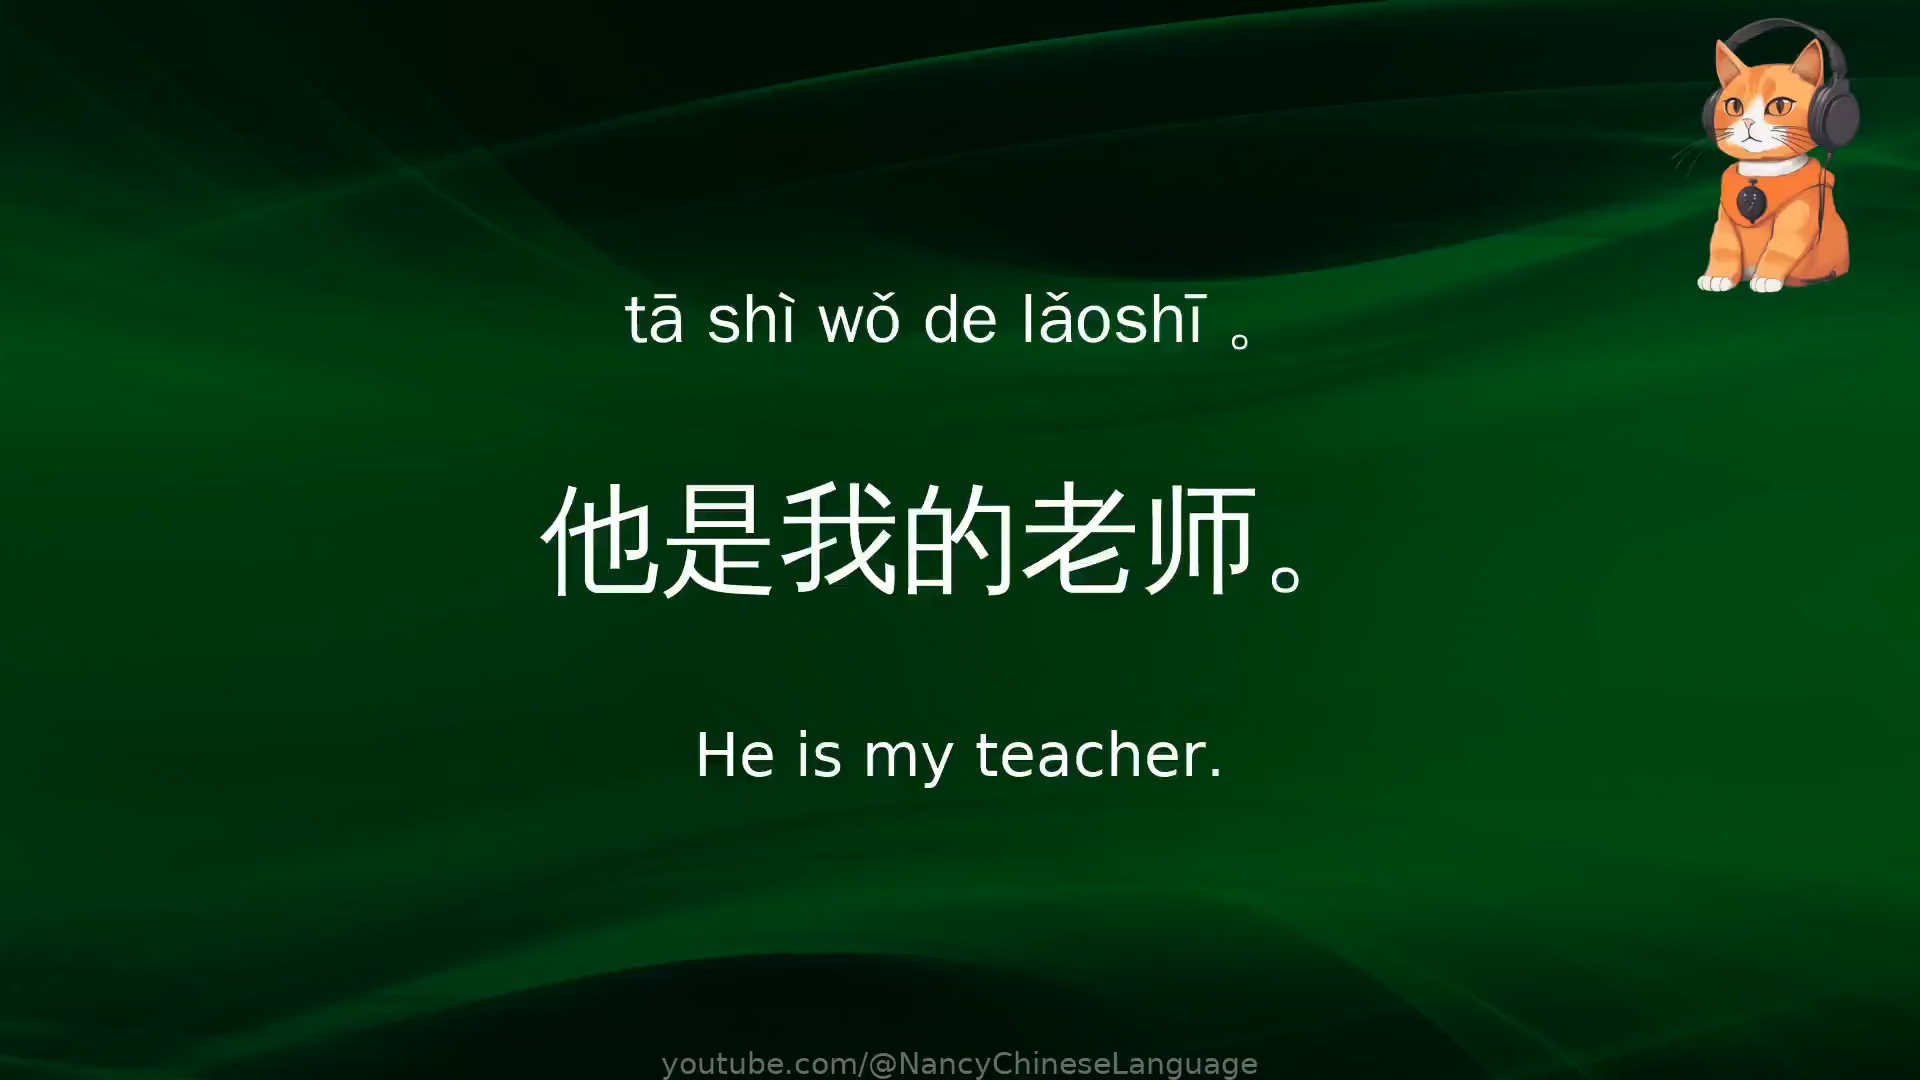 tā shì wǒ de lǎoshī 。
他是我的老师。
He is my teacher.
youtube.com/@NancyChineseLanguage